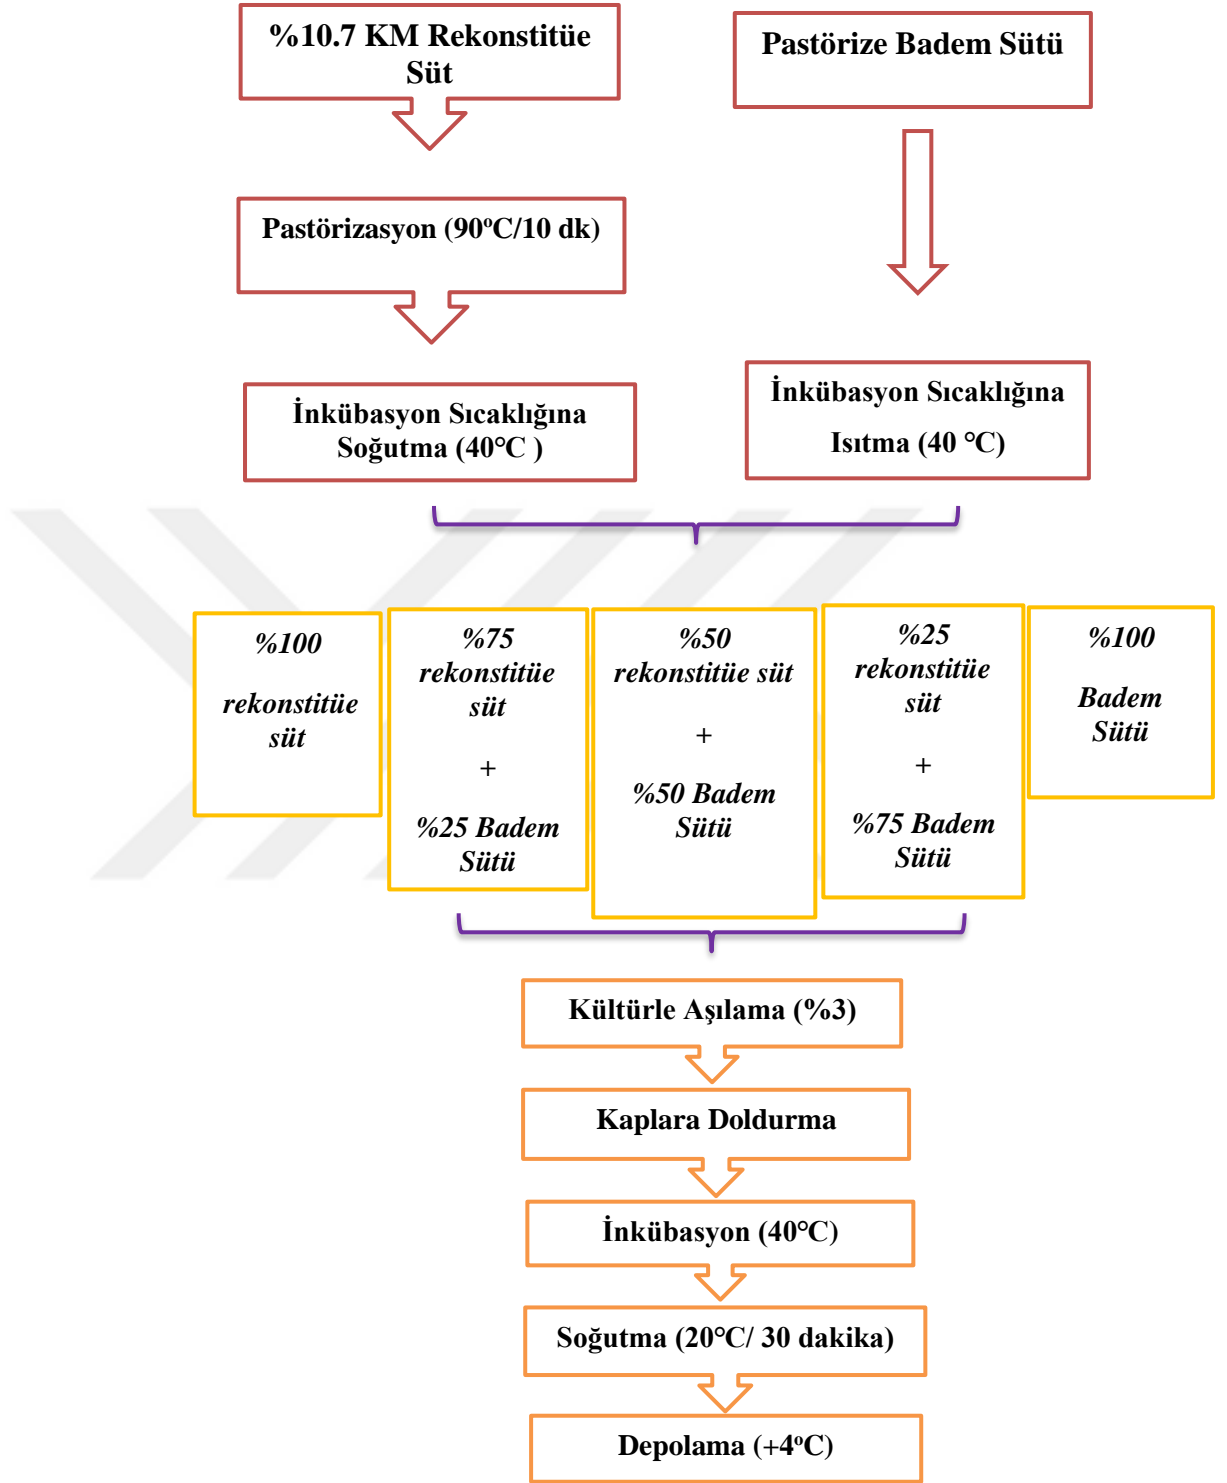 %10.7 KM Rekonstitüe
Süt
Pastörize Badem Sütü
Pastörizasyon (90ºC/10 dk)
İnkübasyon Sıcaklığına
Soğutma (40°C )
İnkübasyon Sıcaklığına
Isıtma (40 °C)
%100
rekonstitüe
süt
%75
rekonstitüe
süt
+
%25 Badem
Sütü
%50
rekonstitüe süt
+
%50 Badem
Sütü
%25
rekonstitüe
süt
+
%75 Badem
Sütü
%100
Badem
Sütü
Kültürle Aşılama (%3)
Kaplara Doldurma
İnkübasyon (40°C)
Soğutma (20°C/ 30 dakika)
Depolama (+4ºC)